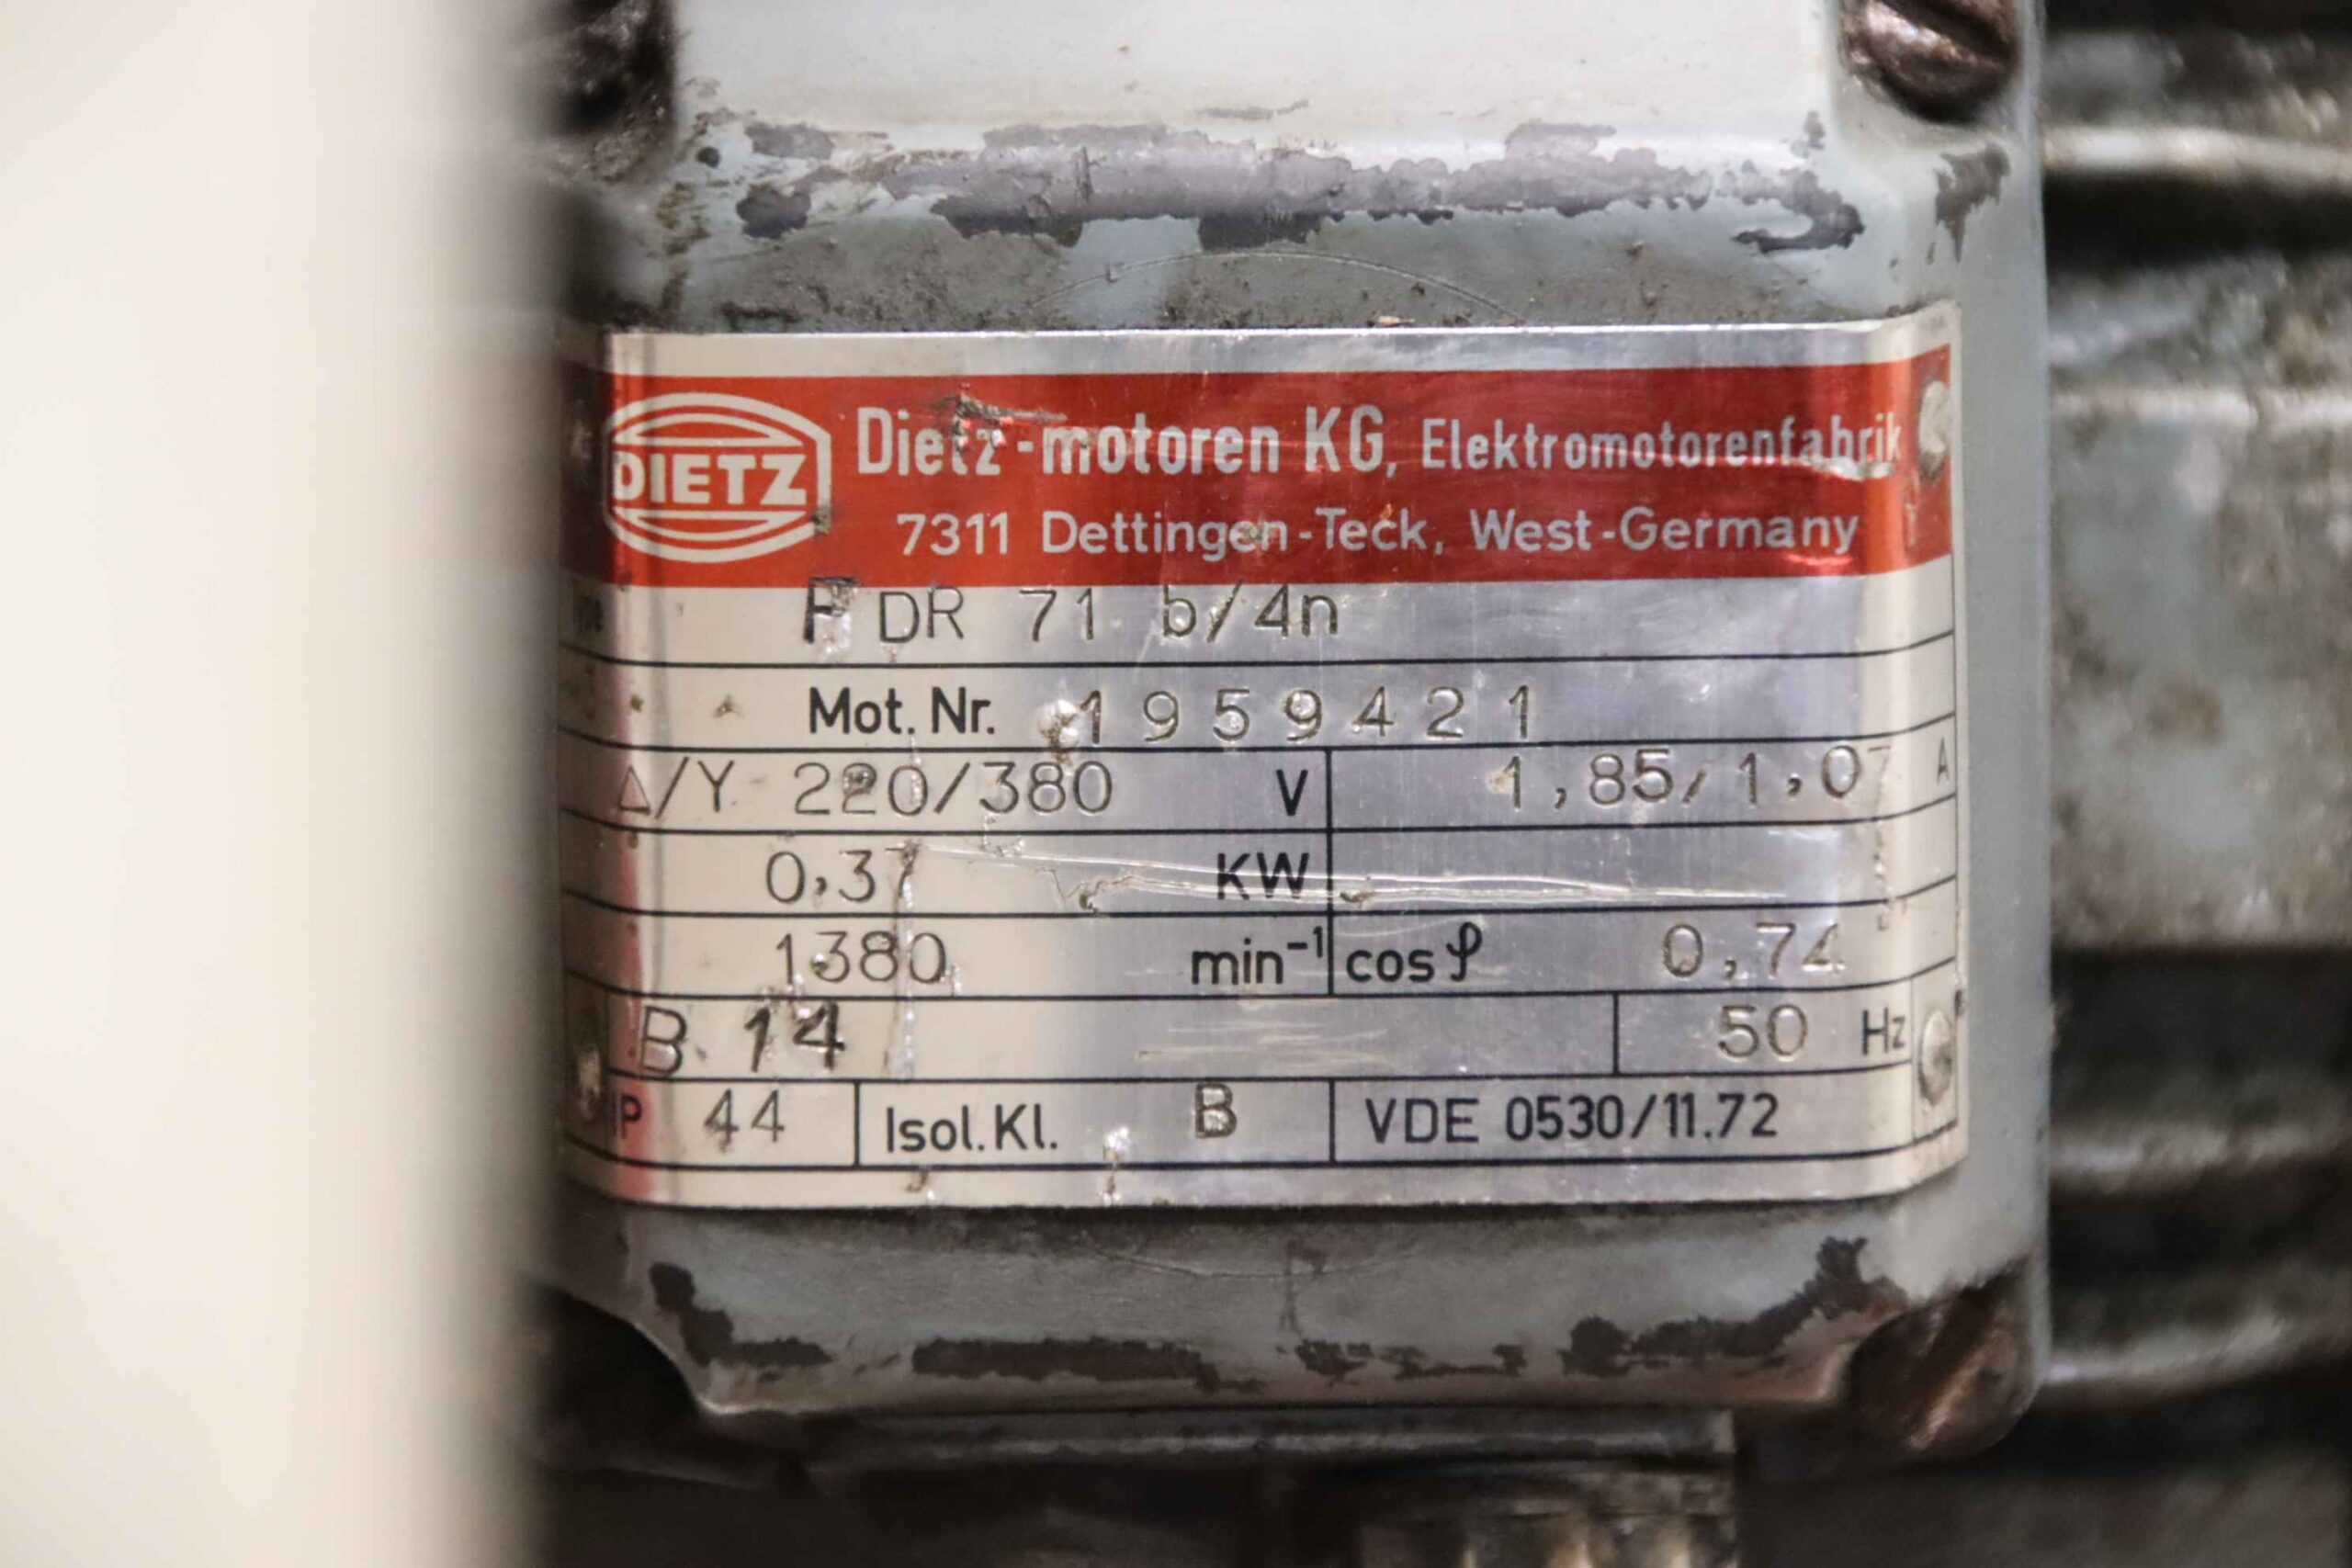 DIETZ
Dietz-motoren KG, Elektromotorenfabrik
7311 Dettingen-Teck, West-Germany
F DR 71 b/4n
Mot. Nr. 1959421
Δ/Y 220/380 V 1,85/1,07 A
0,37 KW
1380 min⁻¹ cos φ 0,74
B 14 50 Hz
IP 44 Isol. Kl. B VDE 0530/11.72